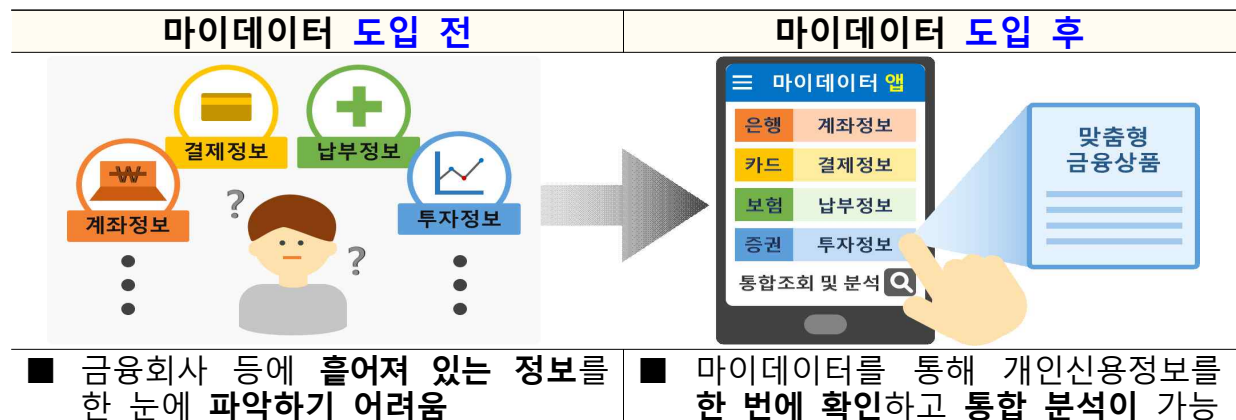 마이데이터 도입 전
마이데이터 도입 후
결제정보
납부정보
계좌정보
투자정보
?
?
마이데이터 앱
은행 계좌정보
카드 결제정보
보험 납부정보
증권 투자정보
통합조회 및 분석
맞춤형
금융상품
■ 금융회사 등에 흩어져 있는 정보를
한 눈에 파악하기 어려움
■ 마이데이터를 통해 개인신용정보를
한 번에 확인하고 통합 분석이 가능